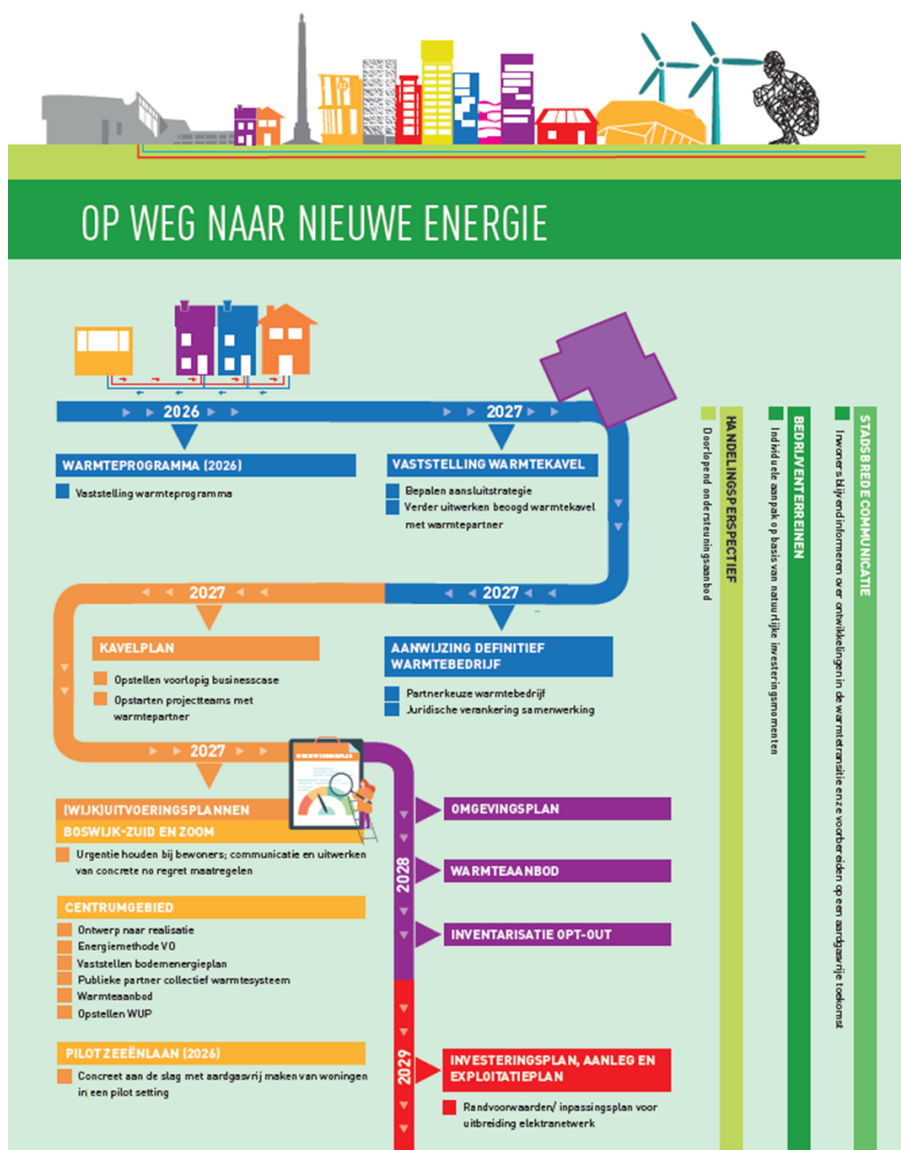 OP WEG NAAR NIEUWE ENERGIE
2026
2027
WARMTEPROGRAMMA (2026)
Vaststelling warmteprogramma
VASTSTELLING WARMTEKAVEL
Bepalen aansluitstrategie
Verder uitwerken beoogd warmtekavel
met warmtepartner
2027
2027
KAVELPLAN
Opstellen voorlopig businesscase
Opstarten projectteams met
warmtepartner
AANWIJZING DEFINITIEF
WARMTEBEDRIJF
Partnerkeuze warmtebedrijf
Juridische verankering samenwerking
2027
(WIJK)UITVOERINGSPLANNEN
BOSWIJK-ZUID EN ZOOM
Urgentie houden bij bewoners; communicatie en uitwerken
van concrete no regret maatregelen
CENTRUMGEBIED
Ontwerp naar realisatie
Energiemethode VO
Vaststellen bodemenergieplan
Publieke partner collectief warmtesysteem
Warmteaanbod
Opstellen WUP
PILOT ZEEËNLAAN (2026)
Concreet aan de slag met aardgasvrij maken van woningen
in een pilot setting
2028
OMGEVINGSPLAN
WARMTEAANBOD
INVENTARISATIE OPT-OUT
2029
INVESTERINGSPLAN, AANLEG EN
EXPLOITATIEPLAN
Randvoorwaarden/ inpassingsplan voor
uitbreiding elektranetwerk
HANDELINGSPERSPECTIEF
Doorlopend ondersteuningsaanbod
BEDRIJVENTERREINEN
Individuele aanpak op basis van natuurlijke investeringsmomenten
STADSBREDE COMMUNICATIE
Inwoners blijvend informeren over ontwikkelingen in de warmtetransitie en ze voorbereiden op een aardgasvrije toekomst